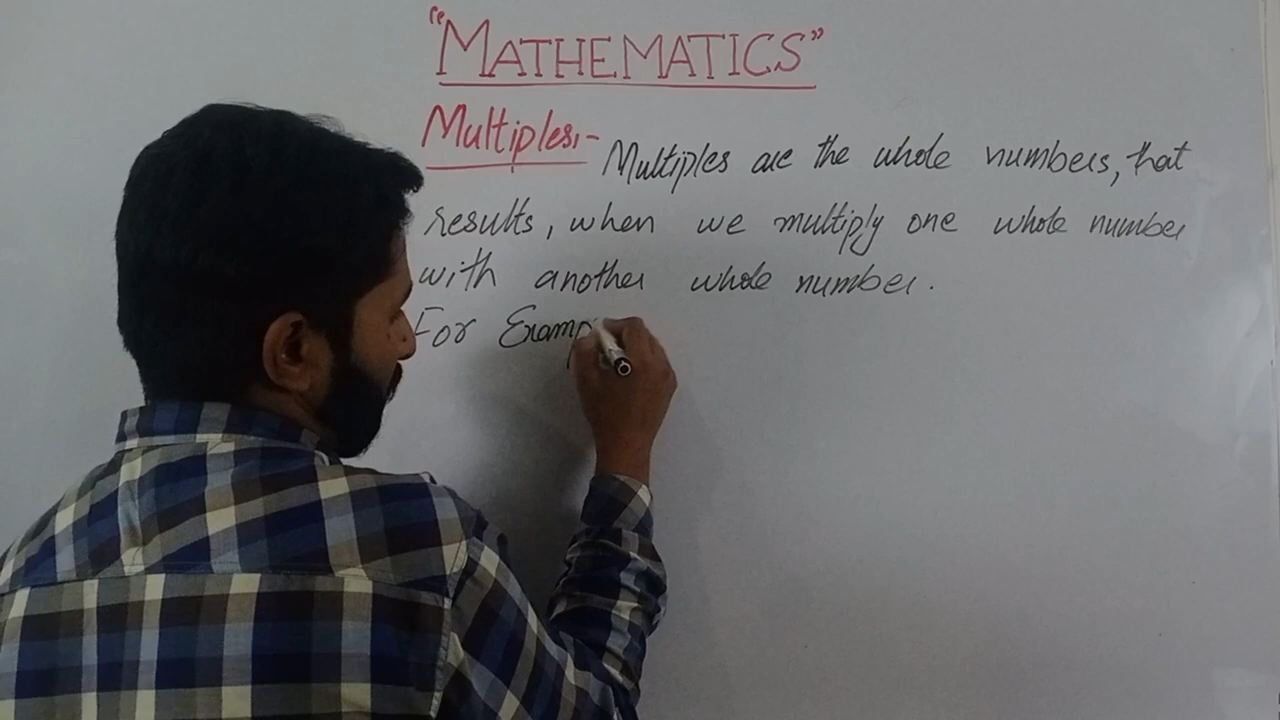 "MATHEMATICS"
Multiples:- Multiples are the whole numbers, that
results, when we multiply one whole number
with another whole number.
For Examp